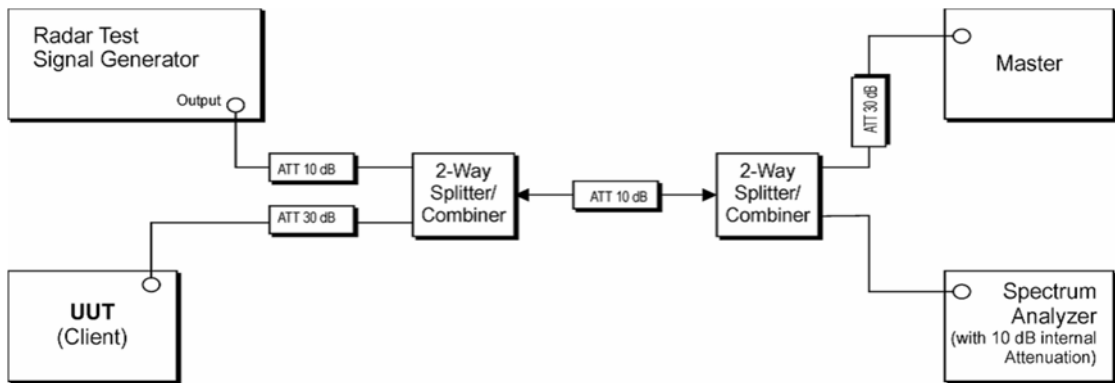 Radar Test
Signal Generator
Output
ATT 10 dB
2-Way
Splitter/
Combiner
ATT 30 dB
UUT
(Client)
ATT 10 dB
2-Way
Splitter/
Combiner
ATT 30 dB
Master
Spectrum
Analyzer
(with 10 dB internal
Attenuation)